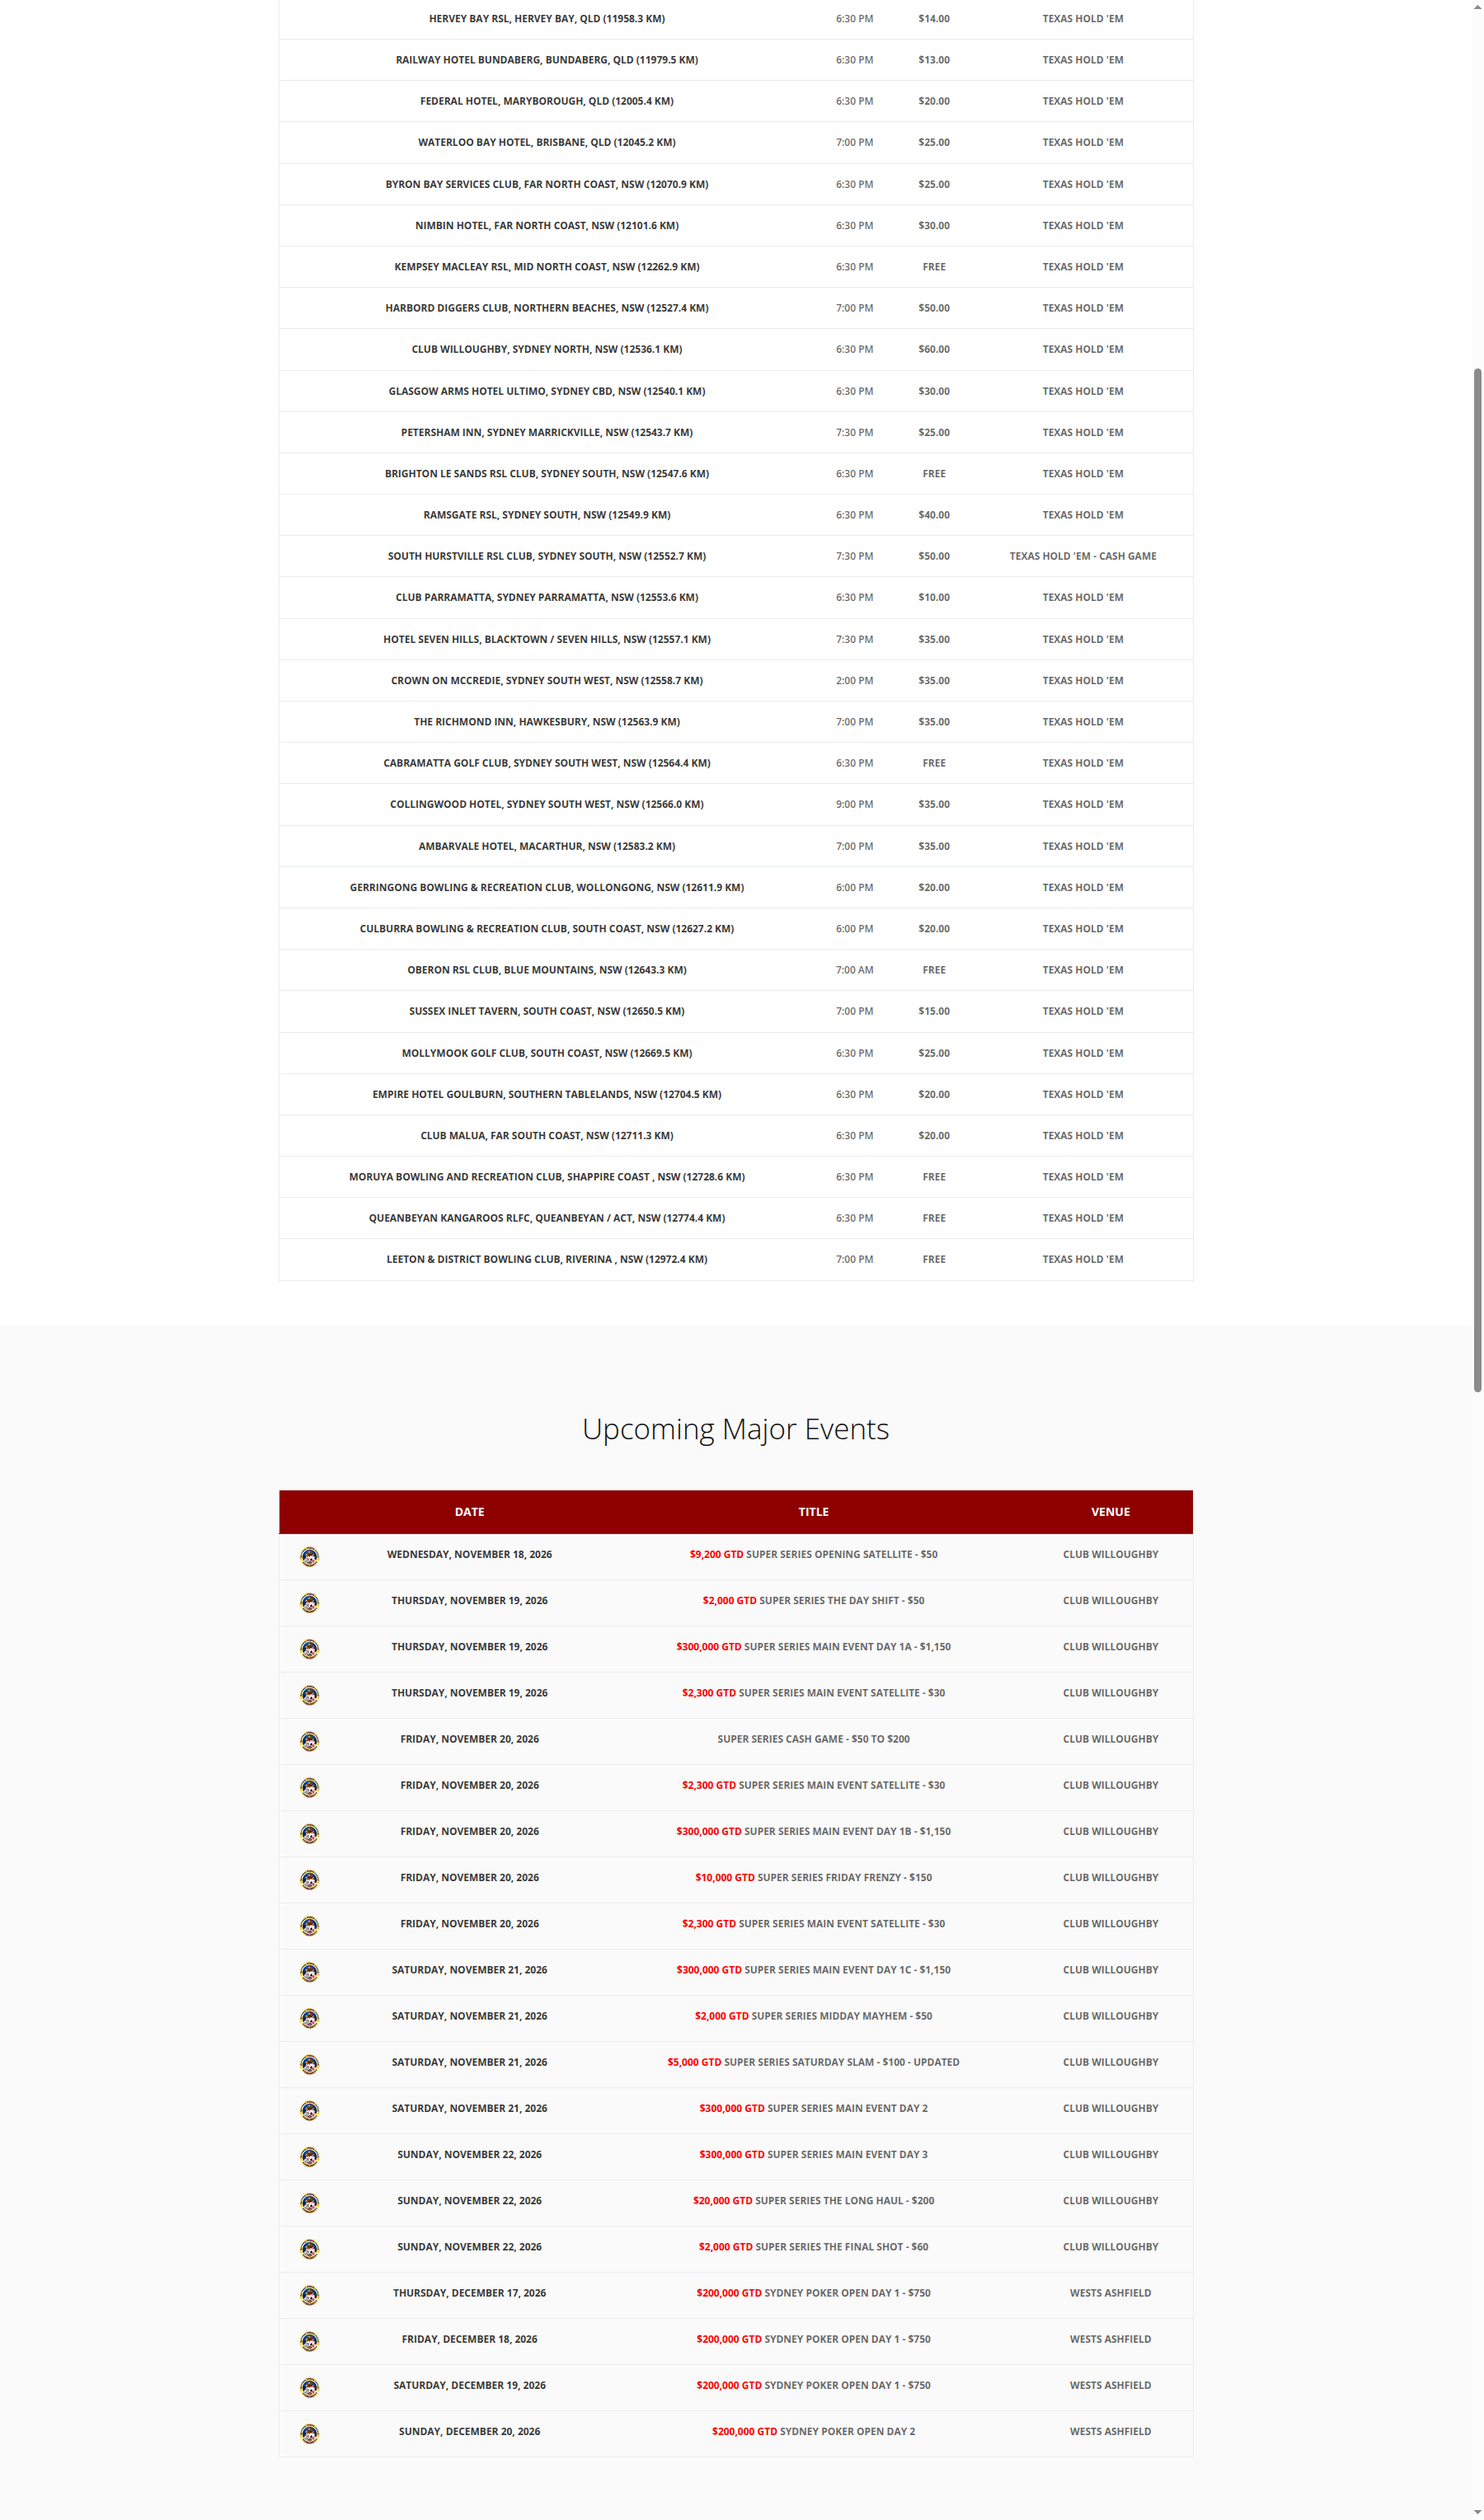 HERVEY BAY RSL, HERVEY BAY, QLD (11958.3 KM) 6:30 PM $14.00 TEXAS HOLD 'EM
RAILWAY HOTEL BUNDABERG, BUNDABERG, QLD (11979.5 KM) 6:30 PM $13.00 TEXAS HOLD 'EM
FEDERAL HOTEL, MARYBOROUGH, QLD (12005.4 KM) 6:30 PM $20.00 TEXAS HOLD 'EM
WATERLOO BAY HOTEL, BRISBANE, QLD (12045.2 KM) 7:00 PM $25.00 TEXAS HOLD 'EM
BYRON BAY SERVICES CLUB, FAR NORTH COAST, NSW (12070.9 KM) 6:30 PM $25.00 TEXAS HOLD 'EM
NIMBIN HOTEL, FAR NORTH COAST, NSW (12101.6 KM) 6:30 PM $30.00 TEXAS HOLD 'EM
KEMPSEY MACLEAY RSL, MID NORTH COAST, NSW (12262.9 KM) 6:30 PM FREE TEXAS HOLD 'EM
HARBORD DIGGERS CLUB, NORTHERN BEACHES, NSW (12527.4 KM) 7:00 PM $50.00 TEXAS HOLD 'EM
CLUB WILLOUGHBY, SYDNEY NORTH, NSW (12536.1 KM) 6:30 PM $60.00 TEXAS HOLD 'EM
GLASGOW ARMS HOTEL ULTIMO, SYDNEY CBD, NSW (12540.1 KM) 6:30 PM $30.00 TEXAS HOLD 'EM
PETERSHAM INN, SYDNEY MARRICKVILLE, NSW (12543.7 KM) 7:30 PM $25.00 TEXAS HOLD 'EM
BRIGHTON LE SANDS RSL CLUB, SYDNEY SOUTH, NSW (12547.6 KM) 6:30 PM FREE TEXAS HOLD 'EM
RAMSGATE RSL, SYDNEY SOUTH, NSW (12549.9 KM) 6:30 PM $40.00 TEXAS HOLD 'EM
SOUTH HURSTVILLE RSL CLUB, SYDNEY SOUTH, NSW (12552.7 KM) 7:30 PM $50.00 TEXAS HOLD 'EM - CASH GAME
CLUB PARRAMATTA, SYDNEY PARRAMATTA, NSW (12553.6 KM) 6:30 PM $10.00 TEXAS HOLD 'EM
HOTEL SEVEN HILLS, BLACKTOWN / SEVEN HILLS, NSW (12557.1 KM) 7:30 PM $35.00 TEXAS HOLD 'EM
CROWN ON MCCREDIE, SYDNEY SOUTH WEST, NSW (12558.7 KM) 2:00 PM $35.00 TEXAS HOLD 'EM
THE RICHMOND INN, HAWKESBURY, NSW (12563.9 KM) 7:00 PM $35.00 TEXAS HOLD 'EM
CABRAMATTA GOLF CLUB, SYDNEY SOUTH WEST, NSW (12564.4 KM) 6:30 PM FREE TEXAS HOLD 'EM
COLLINGWOOD HOTEL, SYDNEY SOUTH WEST, NSW (12566.0 KM) 9:00 PM $35.00 TEXAS HOLD 'EM
AMBARVALE HOTEL, MACARTHUR, NSW (12583.2 KM) 7:00 PM $35.00 TEXAS HOLD 'EM
GERRINGONG BOWLING & RECREATION CLUB, WOLLONGONG, NSW (12611.9 KM) 6:00 PM $20.00 TEXAS HOLD 'EM
CULBURRA BOWLING & RECREATION CLUB, SOUTH COAST, NSW (12627.2 KM) 6:00 PM $20.00 TEXAS HOLD 'EM
OBERON RSL CLUB, BLUE MOUNTAINS, NSW (12643.3 KM) 7:00 AM FREE TEXAS HOLD 'EM
SUSSEX INLET TAVERN, SOUTH COAST, NSW (12650.5 KM) 7:00 PM $15.00 TEXAS HOLD 'EM
MOLLYMOOK GOLF CLUB, SOUTH COAST, NSW (12669.5 KM) 6:30 PM $25.00 TEXAS HOLD 'EM
EMPIRE HOTEL GOULBURN, SOUTHERN TABLELANDS, NSW (12704.5 KM) 6:30 PM $20.00 TEXAS HOLD 'EM
CLUB MALUA, FAR SOUTH COAST, NSW (12711.3 KM) 6:30 PM $20.00 TEXAS HOLD 'EM
MORUYA BOWLING AND RECREATION CLUB, SHAPPIRE COAST , NSW (12728.6 KM) 6:30 PM FREE TEXAS HOLD 'EM
QUEANBEYAN KANGAROOS RLFC, QUEANBEYAN / ACT, NSW (12774.4 KM) 6:30 PM FREE TEXAS HOLD 'EM
LEETON & DISTRICT BOWLING CLUB, RIVERINA , NSW (12972.4 KM) 7:00 PM FREE TEXAS HOLD 'EM
Upcoming Major Events
DATE TITLE VENUE
WEDNESDAY, NOVEMBER 18, 2026 $9,200 GTD SUPER SERIES OPENING SATELLITE - $50 CLUB WILLOUGHBY
THURSDAY, NOVEMBER 19, 2026 $2,000 GTD SUPER SERIES THE DAY SHIFT - $50 CLUB WILLOUGHBY
THURSDAY, NOVEMBER 19, 2026 $300,000 GTD SUPER SERIES MAIN EVENT DAY 1A - $1,150 CLUB WILLOUGHBY
THURSDAY, NOVEMBER 19, 2026 $2,300 GTD SUPER SERIES MAIN EVENT SATELLITE - $30 CLUB WILLOUGHBY
FRIDAY, NOVEMBER 20, 2026 SUPER SERIES CASH GAME - $50 TO $200 CLUB WILLOUGHBY
FRIDAY, NOVEMBER 20, 2026 $2,300 GTD SUPER SERIES MAIN EVENT SATELLITE - $30 CLUB WILLOUGHBY
FRIDAY, NOVEMBER 20, 2026 $300,000 GTD SUPER SERIES MAIN EVENT DAY 1B - $1,150 CLUB WILLOUGHBY
FRIDAY, NOVEMBER 20, 2026 $10,000 GTD SUPER SERIES FRIDAY FRENZY - $150 CLUB WILLOUGHBY
FRIDAY, NOVEMBER 20, 2026 $2,300 GTD SUPER SERIES MAIN EVENT SATELLITE - $30 CLUB WILLOUGHBY
SATURDAY, NOVEMBER 21, 2026 $300,000 GTD SUPER SERIES MAIN EVENT DAY 1C - $1,150 CLUB WILLOUGHBY
SATURDAY, NOVEMBER 21, 2026 $2,000 GTD SUPER SERIES MIDDAY MAYHEM - $50 CLUB WILLOUGHBY
SATURDAY, NOVEMBER 21, 2026 $5,000 GTD SUPER SERIES SATURDAY SLAM - $100 - UPDATED CLUB WILLOUGHBY
SATURDAY, NOVEMBER 21, 2026 $300,000 GTD SUPER SERIES MAIN EVENT DAY 2 CLUB WILLOUGHBY
SUNDAY, NOVEMBER 22, 2026 $300,000 GTD SUPER SERIES MAIN EVENT DAY 3 CLUB WILLOUGHBY
SUNDAY, NOVEMBER 22, 2026 $20,000 GTD SUPER SERIES THE LONG HAUL - $200 CLUB WILLOUGHBY
SUNDAY, NOVEMBER 22, 2026 $2,000 GTD SUPER SERIES THE FINAL SHOT - $60 CLUB WILLOUGHBY
THURSDAY, DECEMBER 17, 2026 $200,000 GTD SYDNEY POKER OPEN DAY 1 - $750 WESTS ASHFIELD
FRIDAY, DECEMBER 18, 2026 $200,000 GTD SYDNEY POKER OPEN DAY 1 - $750 WESTS ASHFIELD
SATURDAY, DECEMBER 19, 2026 $200,000 GTD SYDNEY POKER OPEN DAY 1 - $750 WESTS ASHFIELD
SUNDAY, DECEMBER 20, 2026 $200,000 GTD SYDNEY POKER OPEN DAY 2 WESTS ASHFIELD